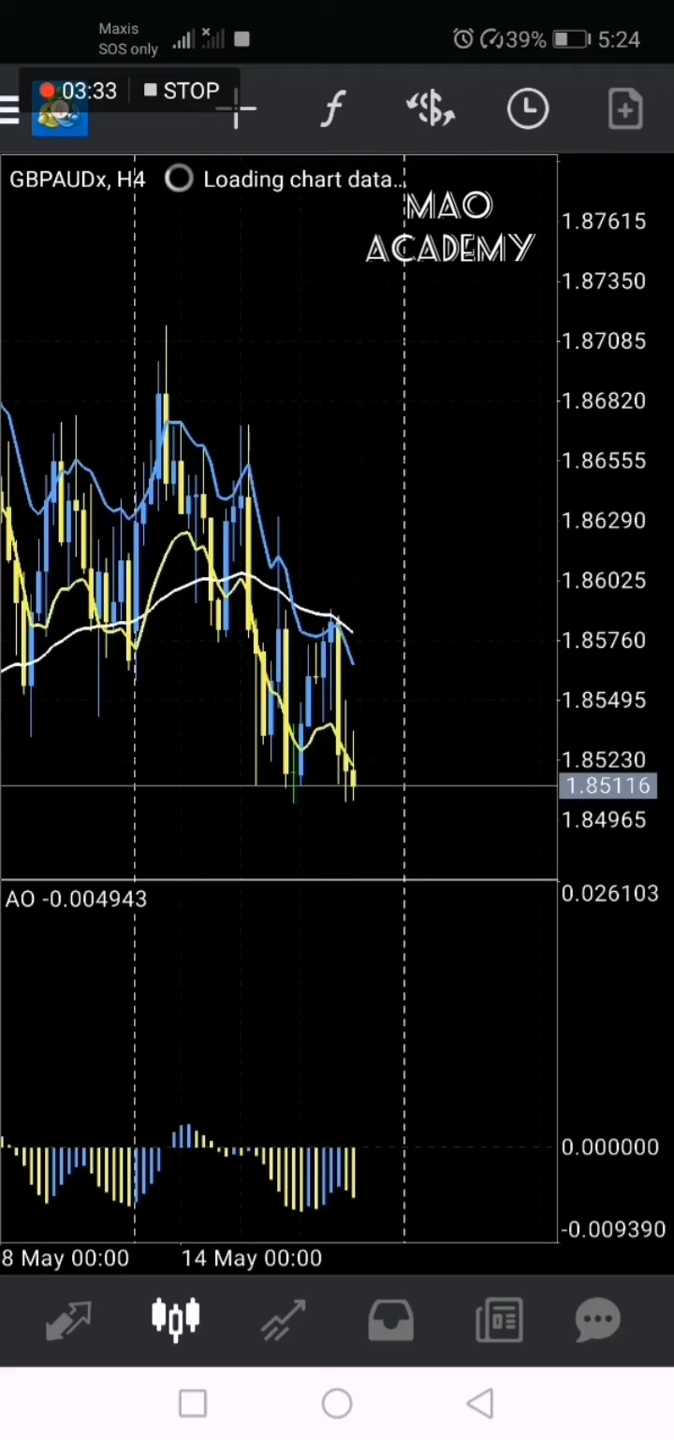 Maxis
SOS only
39% 5:24
03:33 STOP
GBPAUDx, H4 Loading chart data...
MAO
ACADEMY
1.87615
1.87350
1.87085
1.86820
1.86555
1.86290
1.86025
1.85760
1.85495
1.85230
1.85116
1.84965
AO -0.004943
0.026103
0.000000
-0.009390
8 May 00:00 14 May 00:00